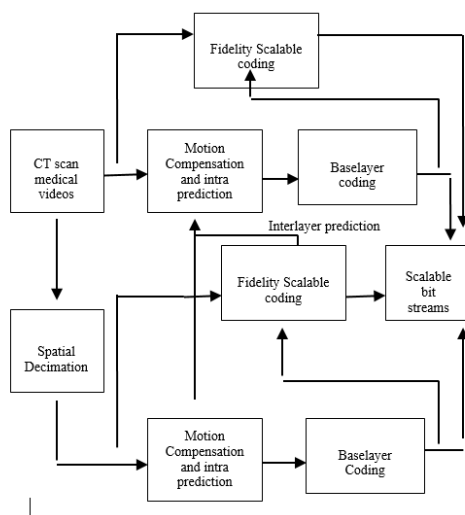 Fidelity Scalable
coding
CT scan
medical
videos
Motion
Compensation
and intra
prediction
Baselayer
coding
Interlayer prediction
Fidelity Scalable
coding
Scalable
bit
streams
Spatial
Decimation
Motion
Compensation
and intra
prediction
Baselayer
Coding